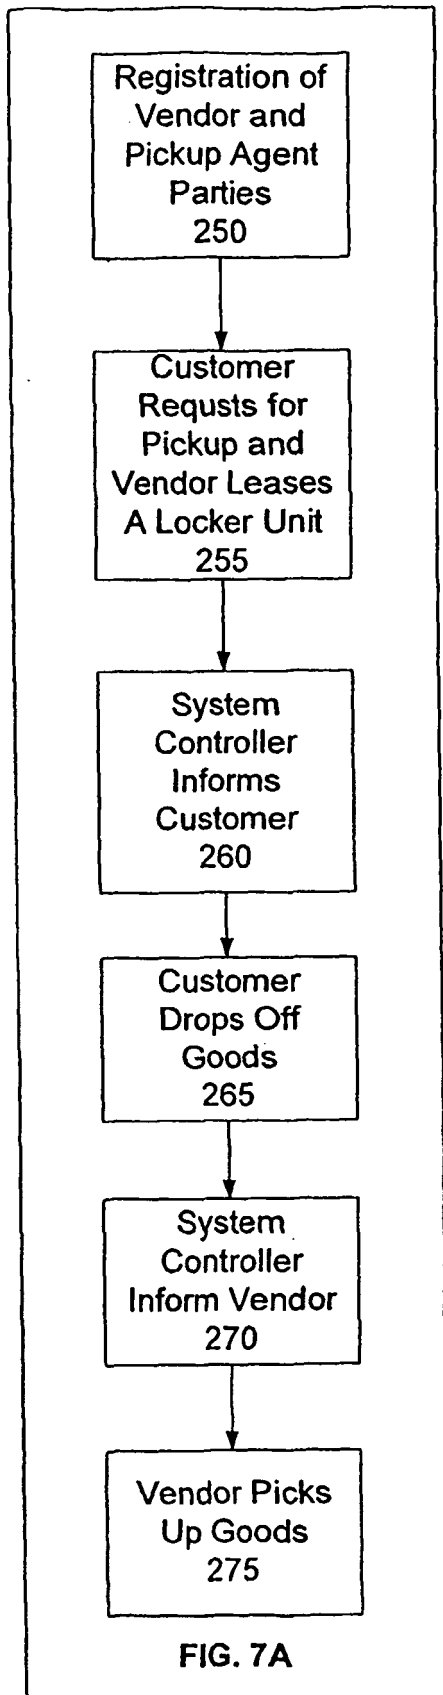 Registration of
Vendor and
Pickup Agent
Parties
250
Customer
Requsts for
Pickup and
Vendor Leases
A Locker Unit
255
System
Controller
Informs
Customer
260
Customer
Drops Off
Goods
265
System
Controller
Inform Vendor
270
Vendor Picks
Up Goods
275
FIG. 7A